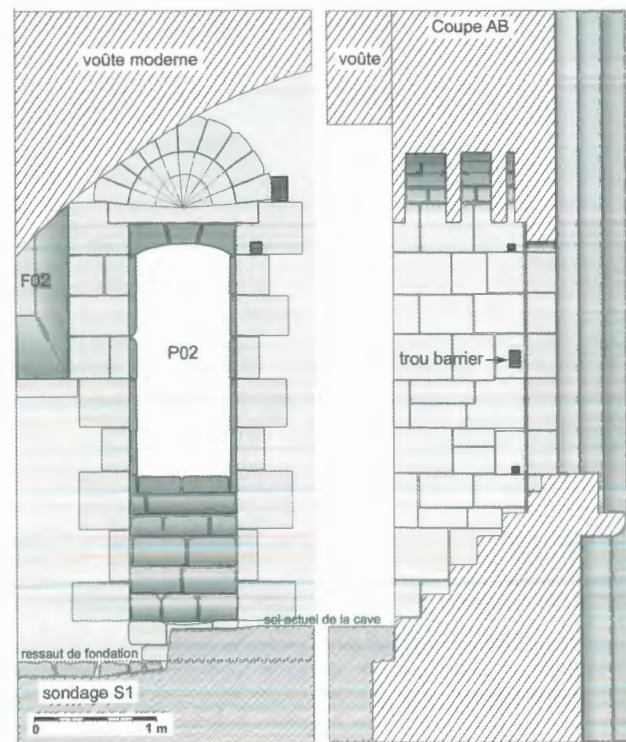 voûte moderne
voûte
Coupe AB
F02
P02
trou barrier
sol actuel de la cave
ressaut de fondation
sondage S1
0 1 m